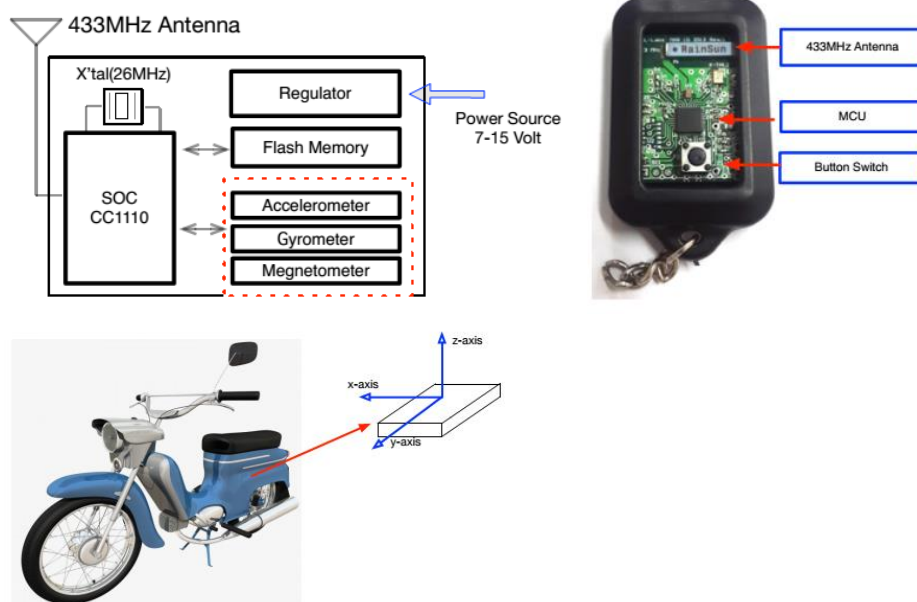 433MHz Antenna
X'tal(26MHz)
Regulator
Flash Memory
SOC
CC1110
Accelerometer
Gyrometer
Megnetometer
Power Source
7-15 Volt
RainSun
433MHz Antenna
MCU
Button Switch
z-axis
x-axis
y-axis